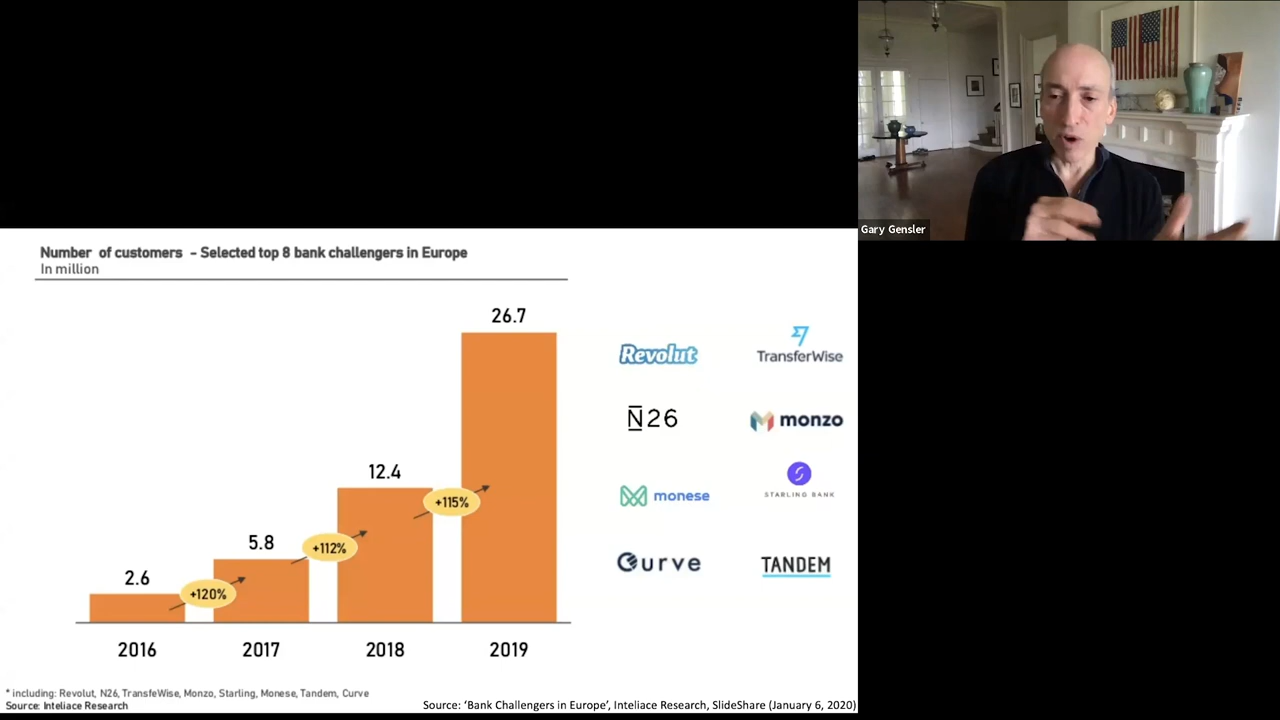 Gary Gensler
Number of customers - Selected top 8 bank challengers in Europe
In million
26.7
12.4
5.8
2.6
+120%
+112%
+115%
2016
2017
2018
2019
Revolut
TransferWise
N26
monzo
monese
STARLING BANK
Curve
TANDEM
* including: Revolut, N26, TransfeWise, Monzo, Starling, Monese, Tandem, Curve
Source: Inteliace Research
Source: ‘Bank Challengers in Europe’, Inteliace Research, SlideShare (January 6, 2020)